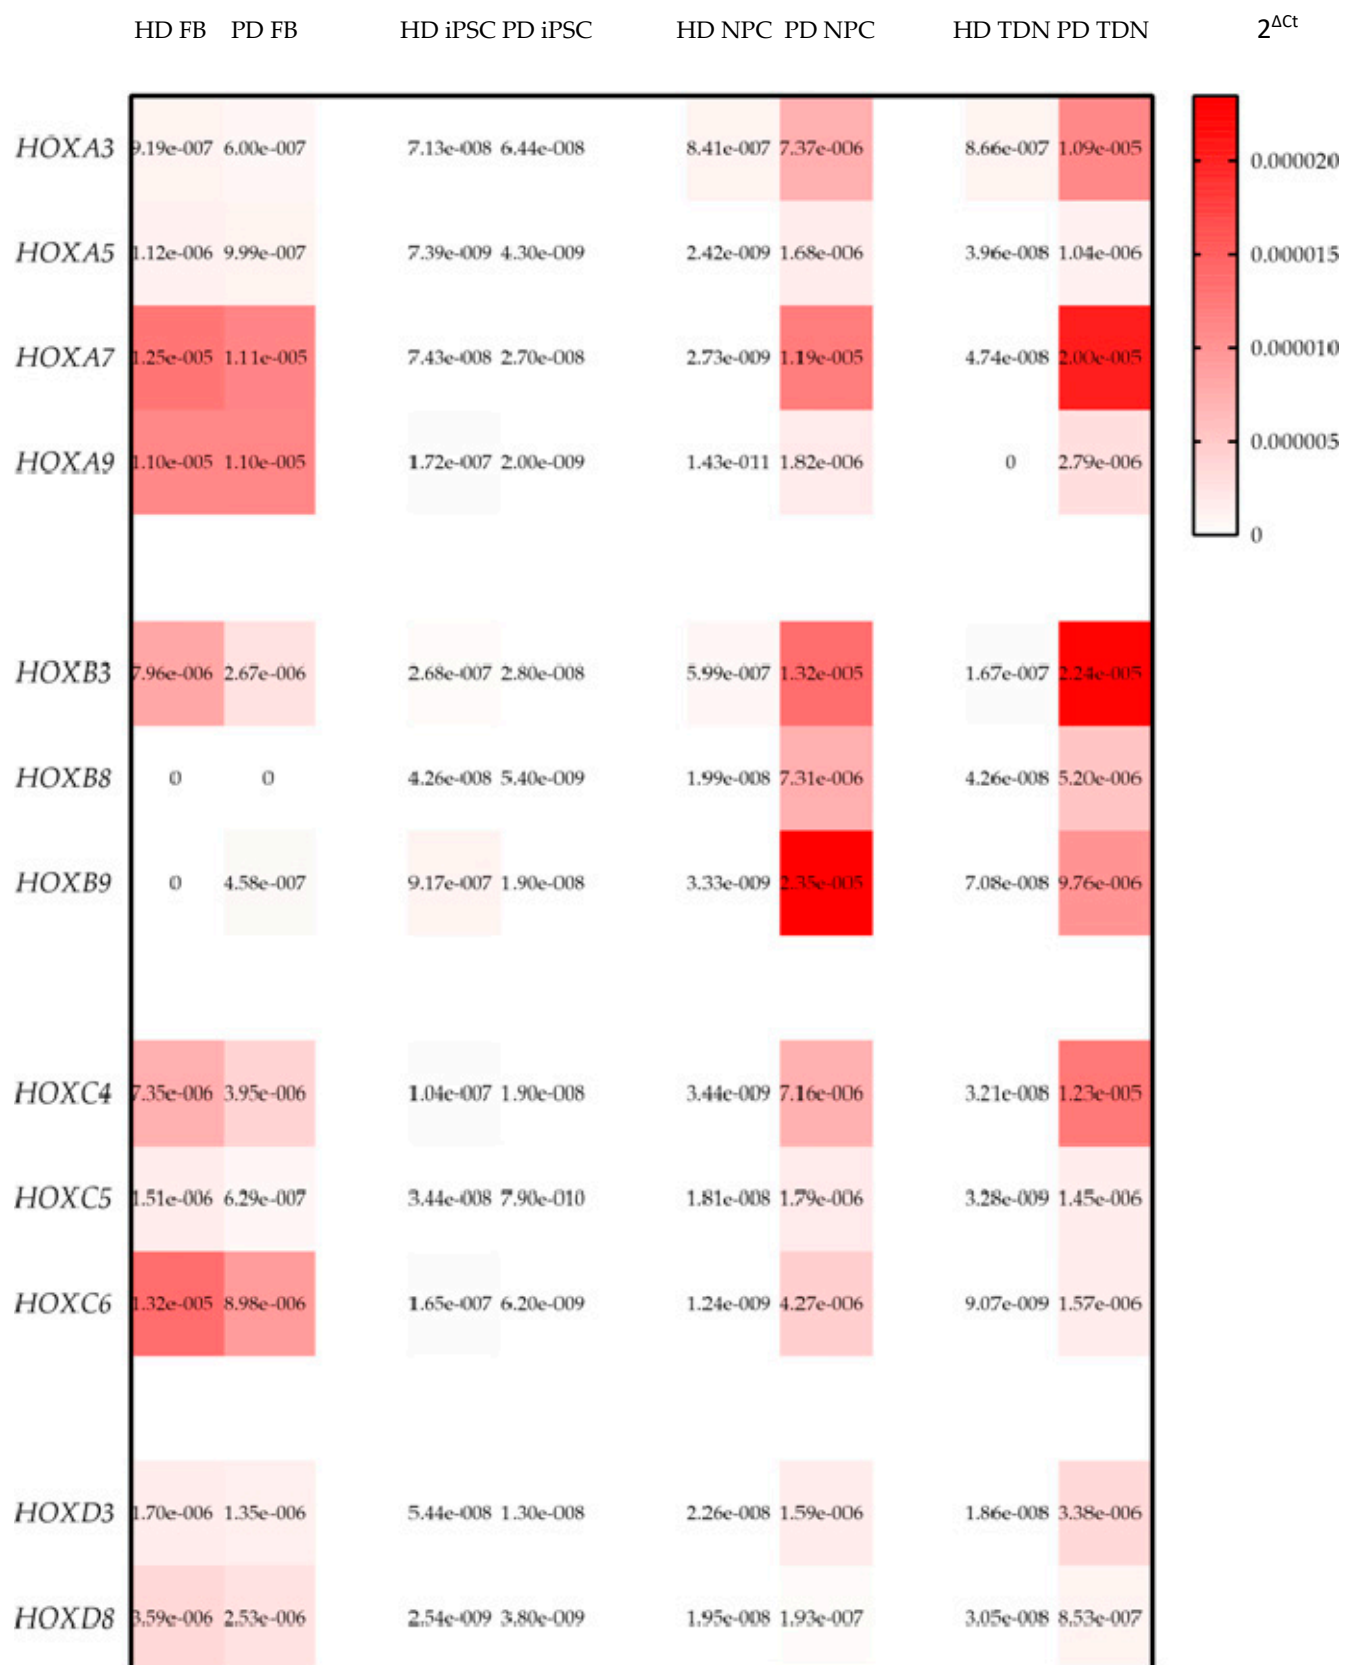 HD FB PD FB HD iPSC PD iPSC HD NPC PD NPC HD TDN PD TDN 2^ΔCt
HOXA3 9.19e-007 6.00e-007 7.13e-008 6.44e-008 8.41e-007 7.37e-006 8.66e-007 1.09e-005
HOXA5 1.12e-006 9.99e-007 7.39e-009 4.30e-009 2.42e-009 1.68e-006 3.96e-008 1.04e-006
HOXA7 1.25e-005 1.11e-005 7.43e-008 2.70e-008 2.73e-009 1.19e-005 4.74e-008 2.00e-005
HOXA9 1.10e-005 1.10e-005 1.72e-007 2.00e-009 1.43e-011 1.82e-006 0 2.79e-006
HOXB3 7.96e-006 2.67e-006 2.68e-007 2.80e-008 5.99e-007 1.32e-005 1.67e-007 2.24e-005
HOXB8 0 0 4.26e-008 5.40e-009 1.99e-008 7.31e-006 4.26e-008 5.20e-006
HOXB9 0 4.58e-007 9.17e-007 1.90e-008 3.33e-009 2.35e-005 7.08e-008 9.76e-006
HOXC4 7.35e-006 3.95e-006 1.04e-007 1.90e-008 3.44e-009 7.16e-006 3.21e-008 1.23e-005
HOXC5 1.51e-006 6.29e-007 3.44e-008 7.90e-010 1.81e-008 1.79e-006 3.28e-009 1.45e-006
HOXC6 1.32e-005 8.98e-006 1.65e-007 6.20e-009 1.24e-009 4.27e-006 9.07e-009 1.57e-006
HOXD3 1.70e-006 1.35e-006 5.44e-008 1.30e-008 2.26e-008 1.59e-006 1.86e-008 3.38e-006
HOXD8 3.59e-006 2.53e-006 2.54e-009 3.80e-009 1.95e-008 1.93e-007 3.05e-008 8.53e-007
0.000020
0.000015
0.000010
0.000005
0